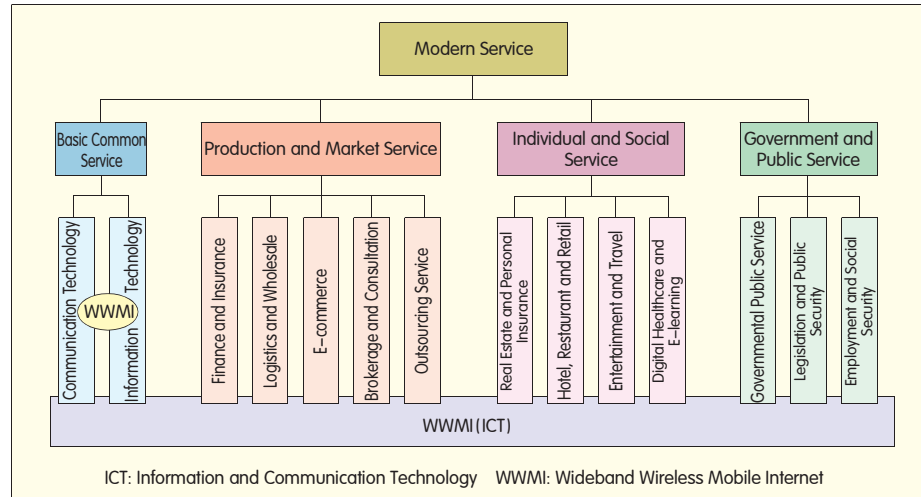 Modern Service
Basic Common
Service
Production and Market Service
Individual and Social
Service
Government and
Public Service
Communication Technology
Information Technology
WWMI
Finance and Insurance
Logistics and Wholesale
E-commerce
Brokerage and Consultation
Outsourcing Service
Real Estate and Personal
Insurance
Hotel, Restaurant and Retail
Entertainment and Travel
Digital Healthcare and
E-learning
Governmental Public Service
Legislation and Public
Security
Employment and Social
Security
WWMI (ICT)
ICT: Information and Communication Technology WWMI: Wideband Wireless Mobile Internet